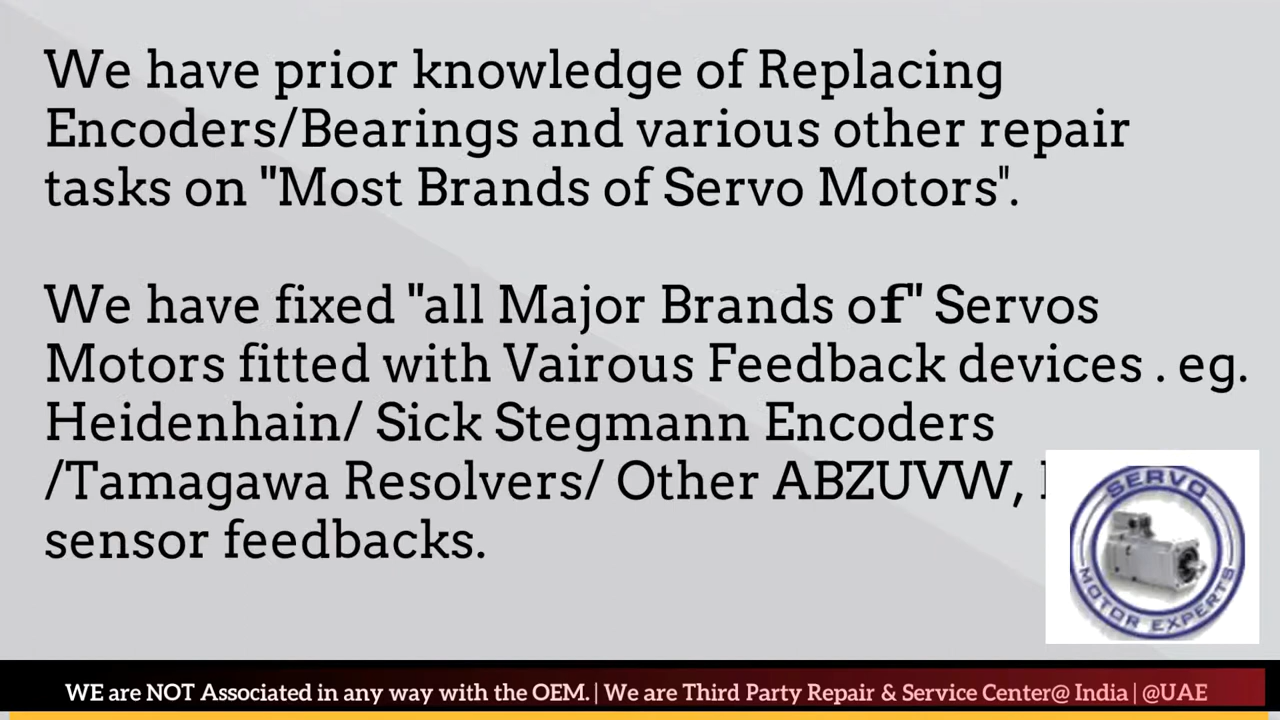 We have prior knowledge of Replacing
Encoders/Bearings and various other repair
tasks on "Most Brands of Servo Motors".
We have fixed "all Major Brands of" Servos
Motors fitted with Vairous Feedback devices . eg.
Heidenhain/ Sick Stegmann Encoders
/Tamagawa Resolvers/ Other ABZUVW,
sensor feedbacks.
SERVO
MOTOR EXPERTS
WE are NOT Associated in any way with the OEM. | We are Third Party Repair & Service Center@ India | @UAE